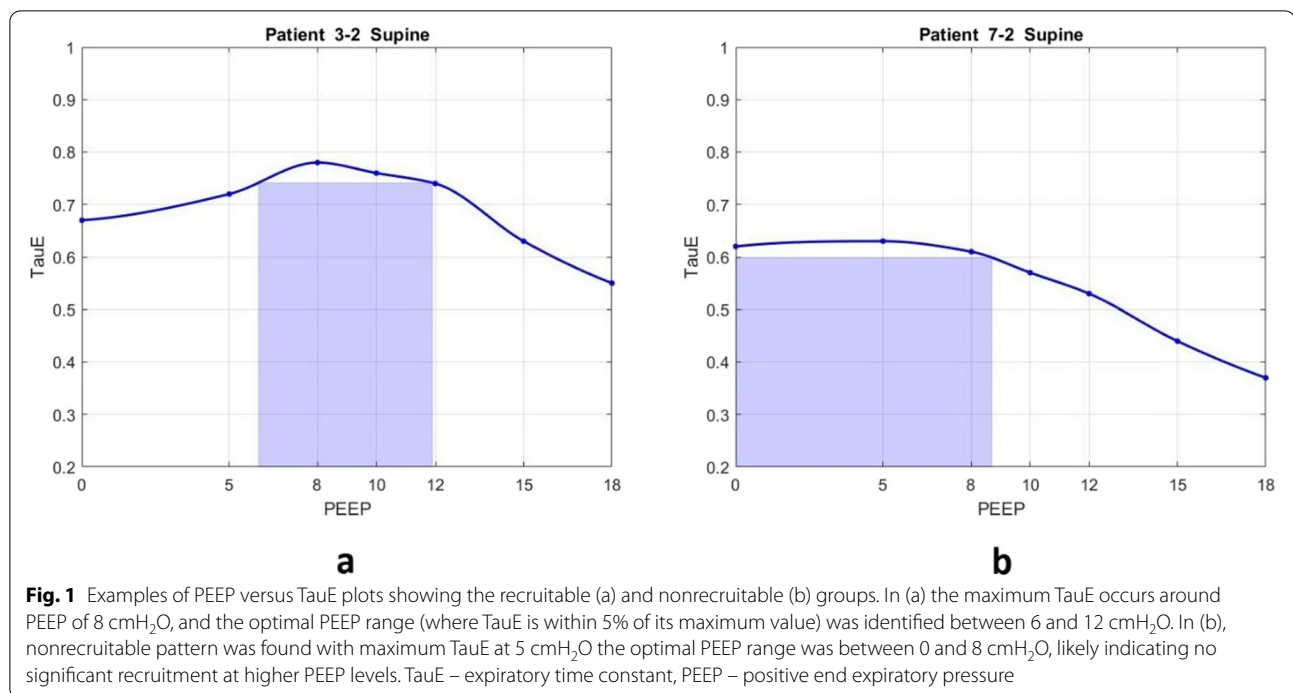 Patient 3-2 Supine
1
0.9
0.8
0.7
0.6
0.5
0.4
0.3
0.2
TauE
0
5
8
10
12
15
18
PEEP
a
Patient 7-2 Supine
1
0.9
0.8
0.7
0.6
0.5
0.4
0.3
0.2
TauE
0
5
8
10
12
15
18
PEEP
b
Fig. 1 Examples of PEEP versus TauE plots showing the recruitable (a) and nonrecruitable (b) groups. In (a) the maximum TauE occurs around
PEEP of 8 cmH₂O, and the optimal PEEP range (where TauE is within 5% of its maximum value) was identified between 6 and 12 cmH₂O. In (b),
nonrecruitable pattern was found with maximum TauE at 5 cmH₂O the optimal PEEP range was between 0 and 8 cmH₂O, likely indicating no
significant recruitment at higher PEEP levels. TauE – expiratory time constant, PEEP – positive end expiratory pressure